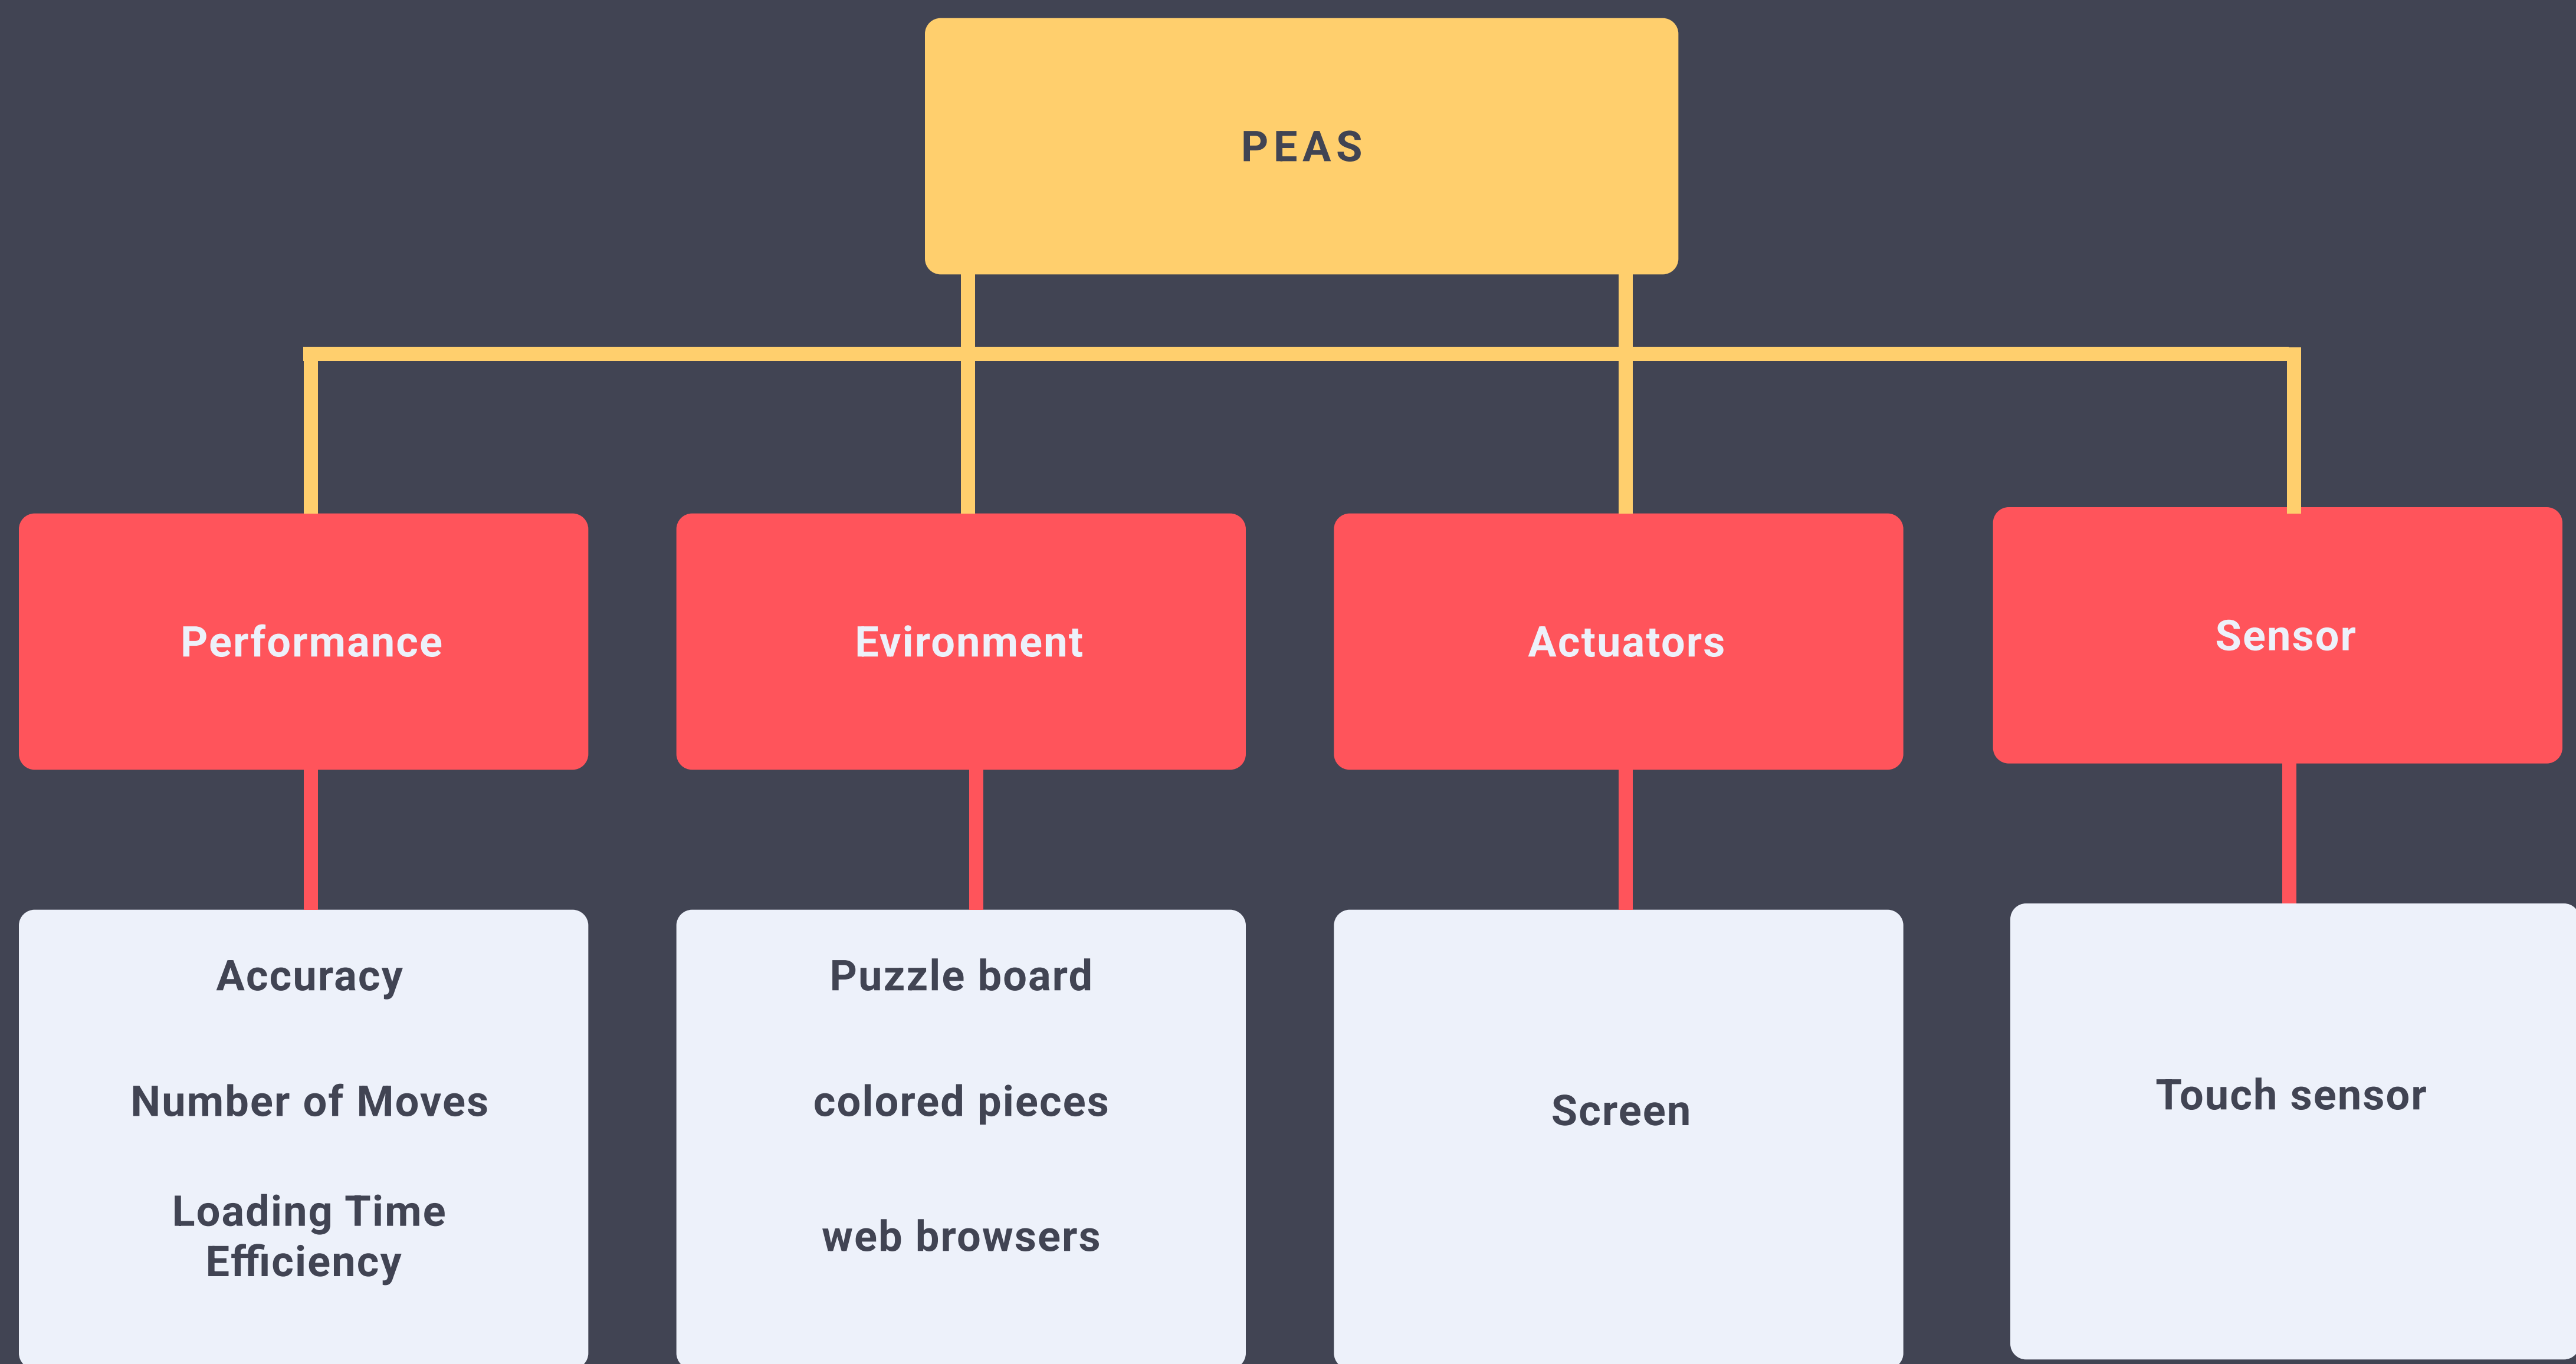 PEAS
Performance
Evironment
Actuators
Sensor
Accuracy
Number of Moves
Loading Time
Efficiency
Puzzle board
colored pieces
web browsers
Screen
Touch sensor